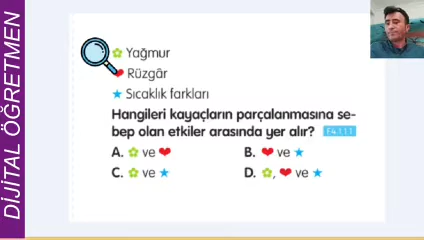 DİJİTAL ÖĞRETMEN
Yağmur
Rüzgâr
★ Sıcaklık farkları
Hangileri kayaçların parçalanmasına se-
bep olan etkiler arasında yer alır? F.4.1.1.1
A. ✿ ve ❤ B. ❤ ve ★
C. ✿ ve ★ D. ✿, ❤ ve ★